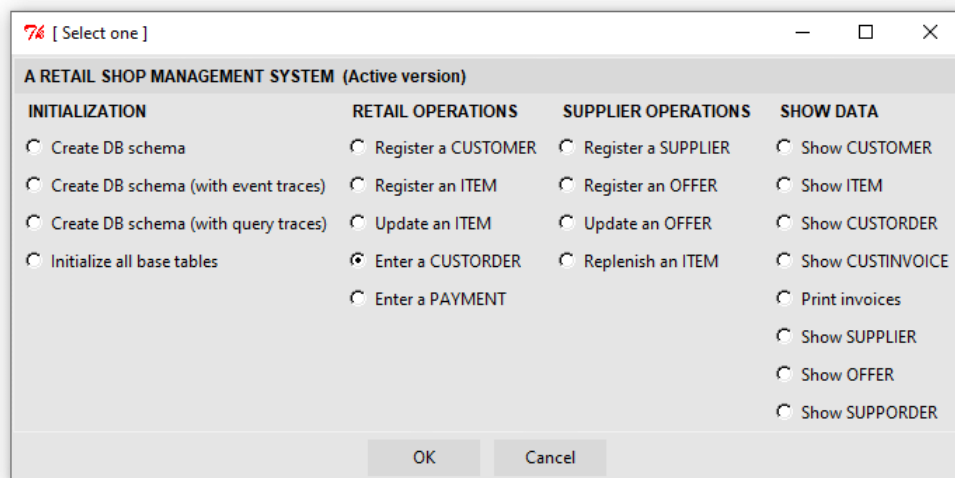 [ Select one ]
A RETAIL SHOP MANAGEMENT SYSTEM (Active version)
INITIALIZATION
Create DB schema
Create DB schema (with event traces)
Create DB schema (with query traces)
Initialize all base tables
RETAIL OPERATIONS
Register a CUSTOMER
Register an ITEM
Update an ITEM
Enter a CUSTORDER
Enter a PAYMENT
SUPPLIER OPERATIONS
Register a SUPPLIER
Register an OFFER
Update an OFFER
Replenish an ITEM
SHOW DATA
Show CUSTOMER
Show ITEM
Show CUSTORDER
Show CUSTINVOICE
Print invoices
Show SUPPLIER
Show OFFER
Show SUPPORDER
OK
Cancel